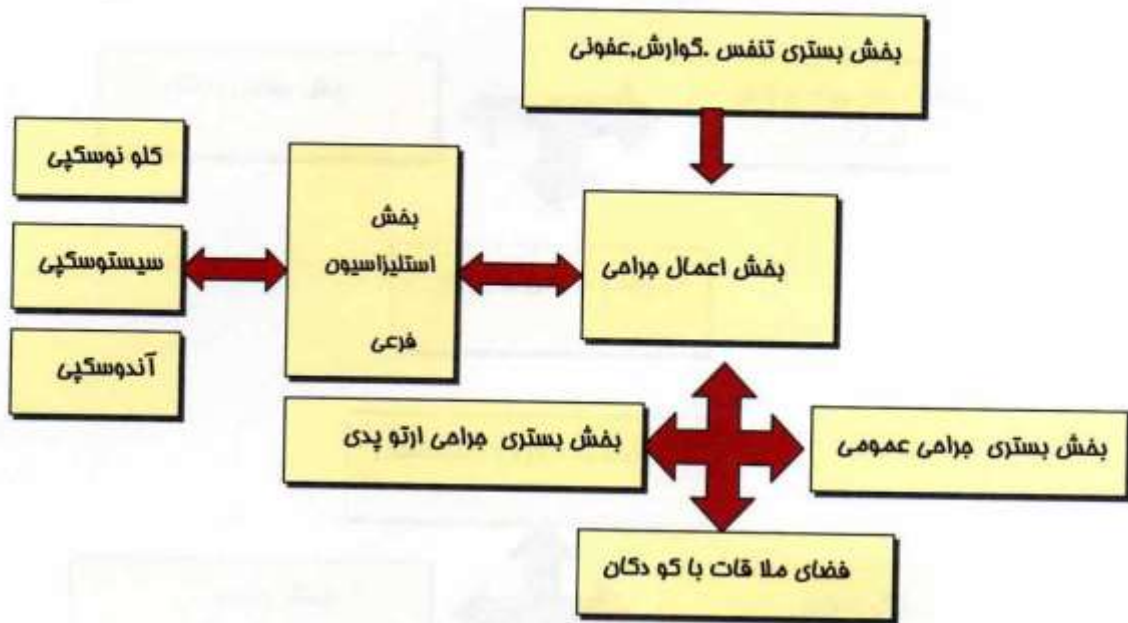 بخش بستری تنفس .گوارش,عفونی
کلو نوسکپی
سیستوسکپی
آندوسکپی
بخش
استلیزاسیون
فرعی
بخش اعمال جراحی
بخش بستری جراحی ارتو پدی
بخش بستری جراحی عمومی
فضای ملا قات با کو دکان